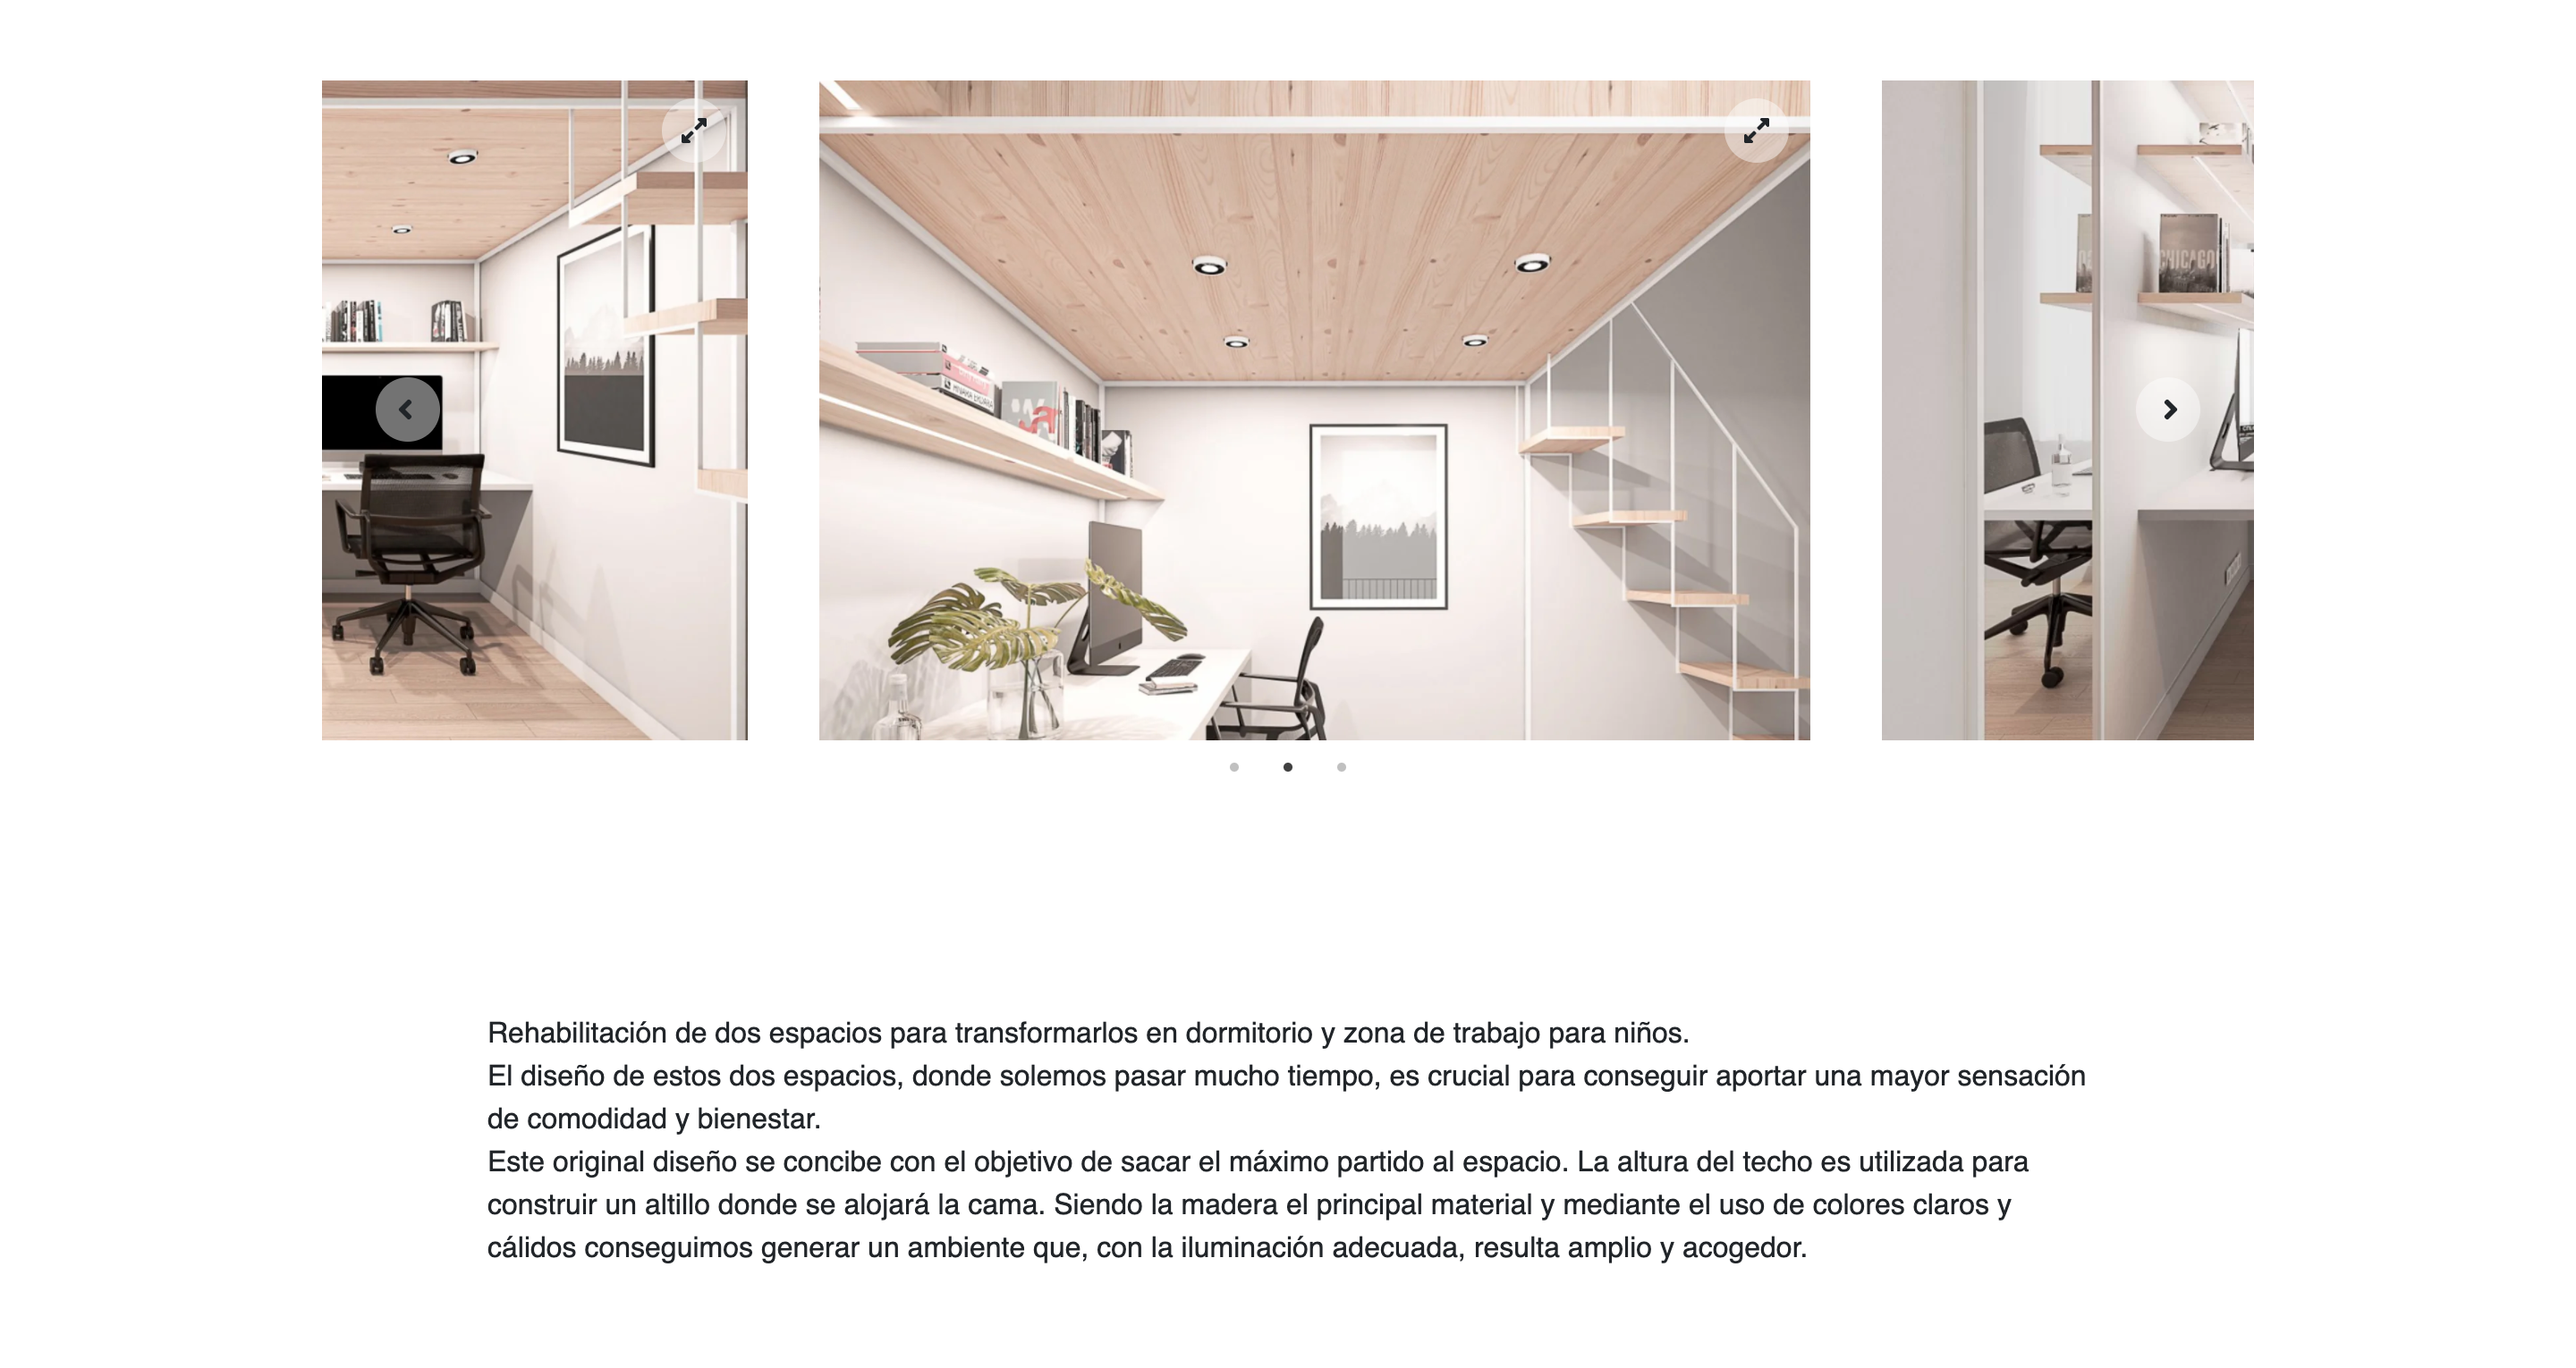 CHICAGO
Rehabilitación de dos espacios para transformarlos en dormitorio y zona de trabajo para niños.
El diseño de estos dos espacios, donde solemos pasar mucho tiempo, es crucial para conseguir aportar una mayor sensación
de comodidad y bienestar.
Este original diseño se concibe con el objetivo de sacar el máximo partido al espacio. La altura del techo es utilizada para
construir un altillo donde se alojará la cama. Siendo la madera el principal material y mediante el uso de colores claros y
cálidos conseguimos generar un ambiente que, con la iluminación adecuada, resulta amplio y acogedor.